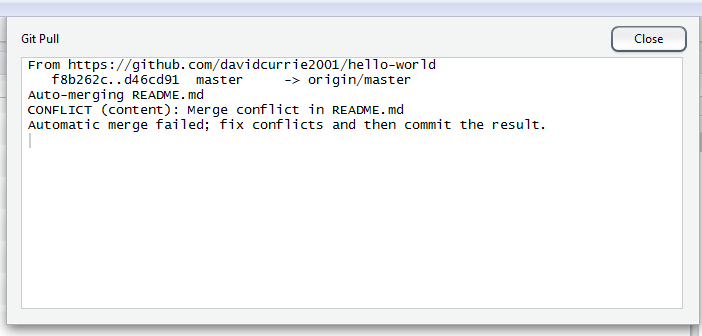 Git Pull
Close
From https://github.com/davidcurrie2001/hello-world
   f8b262c..d46cd91  master     -> origin/master
Auto-merging README.md
CONFLICT (content): Merge conflict in README.md
Automatic merge failed; fix conflicts and then commit the result.